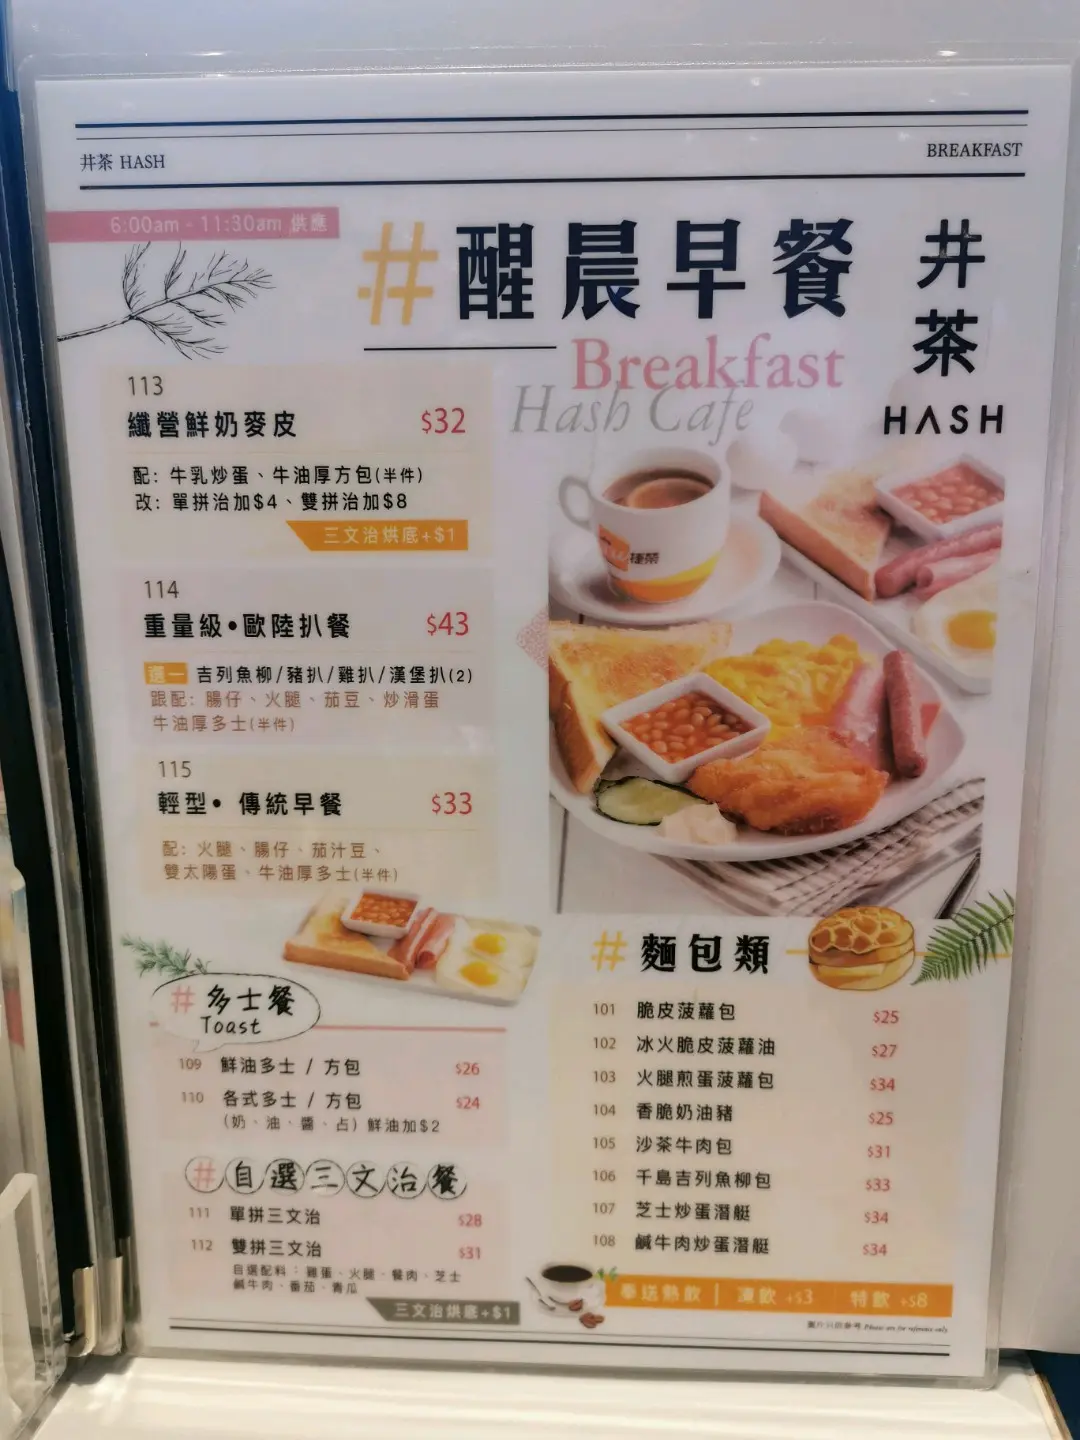 井茶 HASH
BREAKFAST
6:00am - 11:30am 供應
#醒晨早餐
井茶
HASH
Breakfast
Hash Cafe
113
纖營鮮奶麥皮 $32
配: 牛乳炒蛋、牛油厚方包(半件)
改: 單拼治加$4、雙拼治加$8
三文治烘底+$1
114
重量級•歐陸扒餐 $43
選一 吉列魚柳/豬扒/雞扒/漢堡扒(2)
跟配: 腸仔、火腿、茄豆、炒滑蛋
牛油厚多士(半件)
115
輕型• 傳統早餐 $33
配: 火腿、腸仔、茄汁豆、
雙太陽蛋、牛油厚多士(半件)
#多士餐
Toast
109 鮮油多士 / 方包 $26
110 各式多士 / 方包 $24
(奶、油、醬、占) 鮮油加$2
#自選三文治餐
111 單拼三文治 $28
112 雙拼三文治 $31
自選配料：雞蛋、火腿、餐肉、芝士
鹹牛肉、番茄、青瓜
三文治烘底+$1
#麵包類
101 脆皮菠蘿包 $25
102 冰火脆皮菠蘿油 $27
103 火腿煎蛋菠蘿包 $34
104 香脆奶油豬 $25
105 沙茶牛肉包 $31
106 千島吉列魚柳包 $33
107 芝士炒蛋潛艇 $34
108 鹹牛肉炒蛋潛艇 $34
奉送熱飲 | 凍飲 +$3 | 特飲 +$8